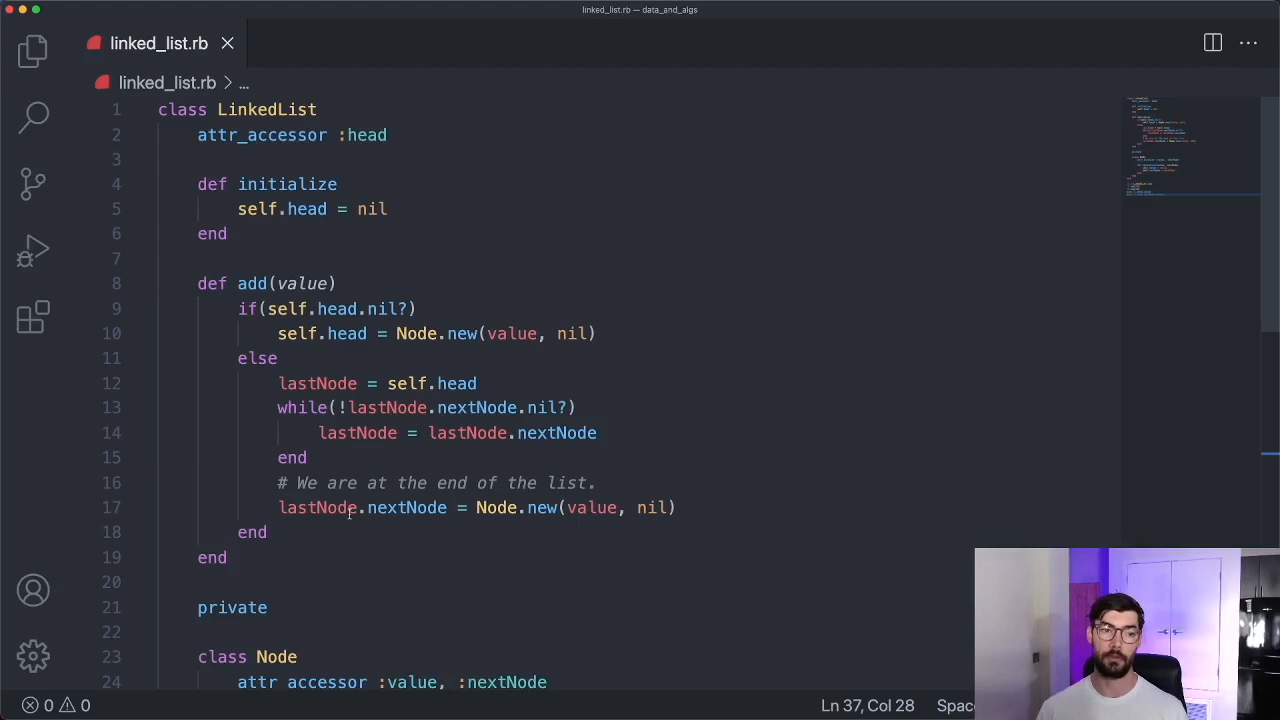 linked_list.rb — data_and_algs
linked_list.rb
linked_list.rb > ...
1 class LinkedList
2 attr_accessor :head
3
4 def initialize
5 self.head = nil
6 end
7
8 def add(value)
9 if(self.head.nil?)
10 self.head = Node.new(value, nil)
11 else
12 lastNode = self.head
13 while(!lastNode.nextNode.nil?)
14 lastNode = lastNode.nextNode
15 end
16 # We are at the end of the list.
17 lastNode.nextNode = Node.new(value, nil)
18 end
19 end
20
21 private
22
23 class Node
24 attr_accessor :value, :nextNode
0 0 Ln 37, Col 28 Spac